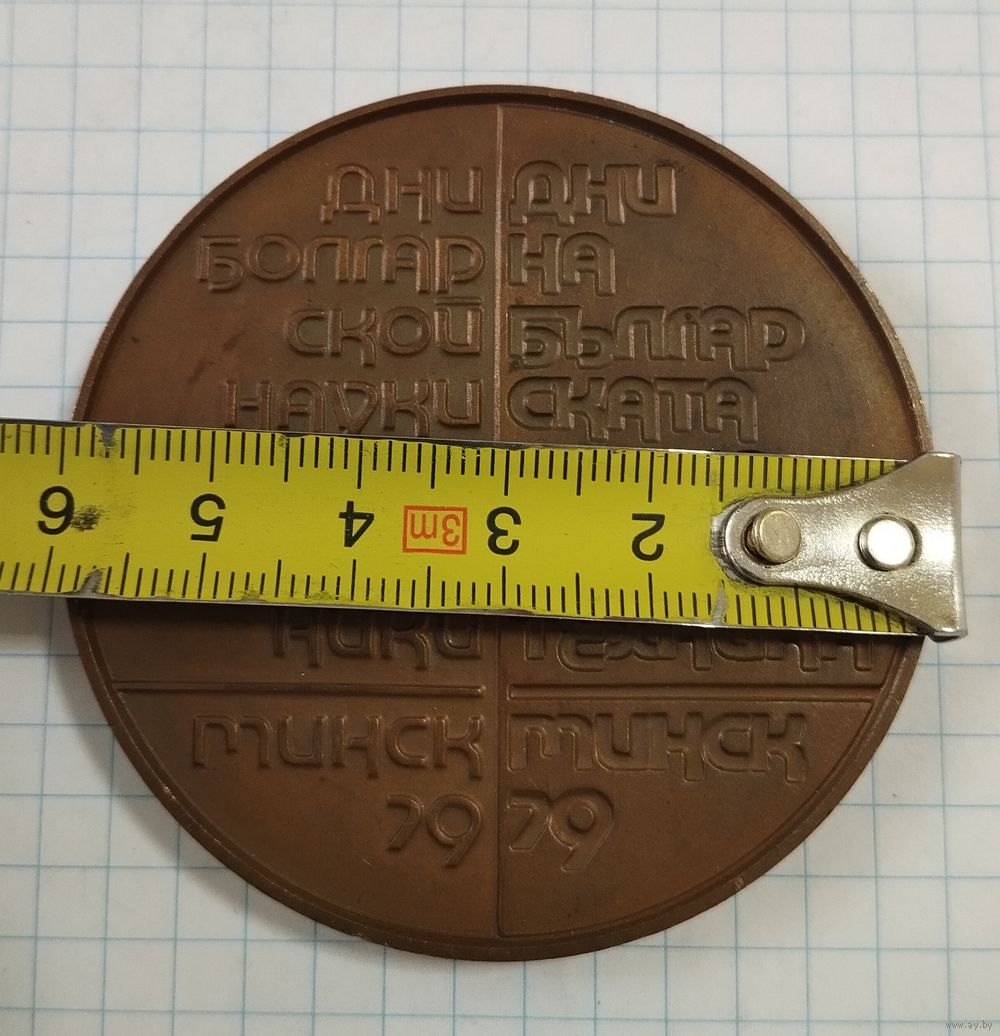 ДНИ
БОЛГАР
СКОЙ
НАУКИ
НИКИ
МИНСК
79
ДНИ
НА
БЪЛГАР
СКАТА
МИНСК
79
6 5 4 3m 3 2
www.ay.by